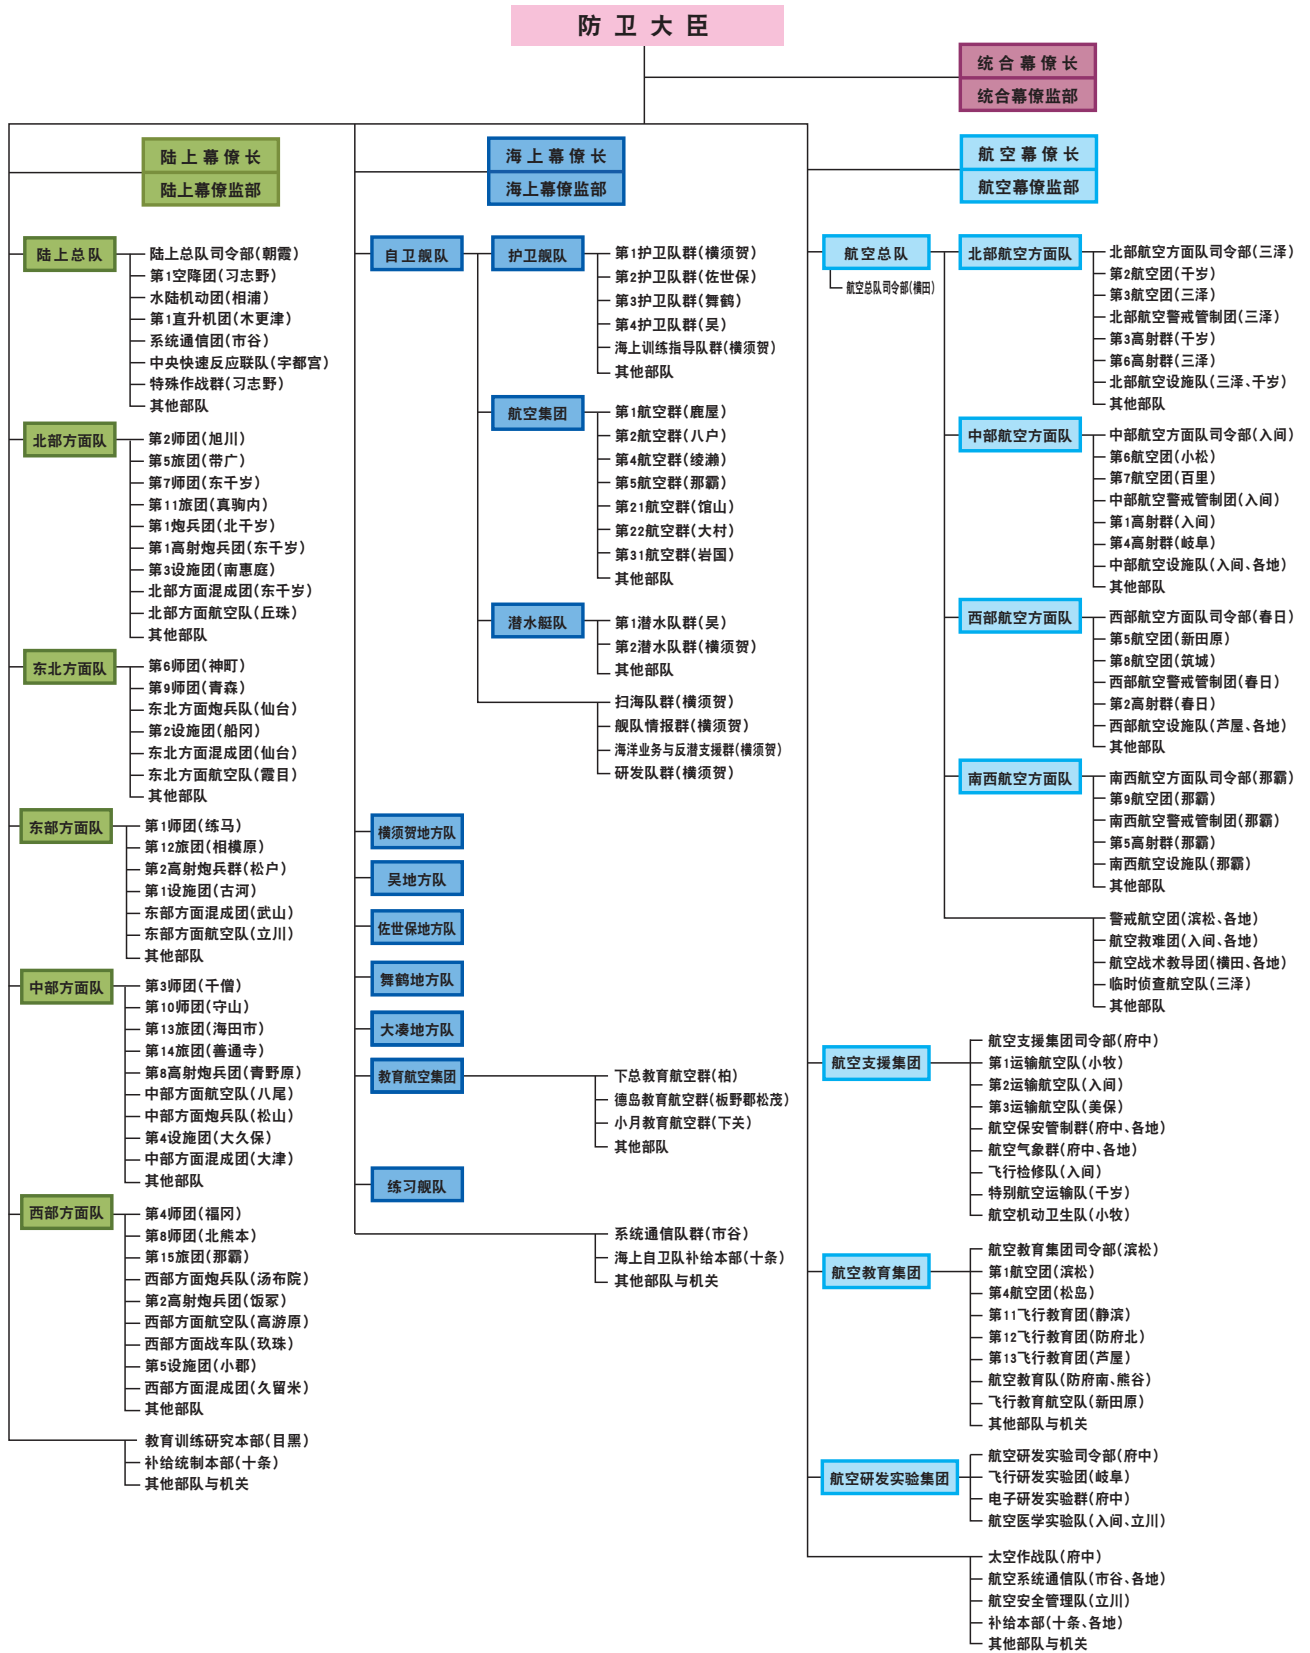 防卫大臣
统合幕僚长
统合幕僚监部
陆上幕僚长
陆上幕僚监部
陆上总队
陆上总队司令部(朝霞)
第1空降团(习志野)
水陆机动团(相浦)
第1直升机团(木更津)
系统通信团(市谷)
中央快速反应联队(宇都宫)
特殊作战群(习志野)
其他部队
北部方面队
第2师团(旭川)
第5旅团(带广)
第7师团(东千岁)
第11旅团(真驹内)
第1炮兵团(北千岁)
第1高射炮兵团(东千岁)
第3设施团(南惠庭)
北部方面混成团(东千岁)
北部方面航空队(丘珠)
其他部队
东北方面队
第6师团(神町)
第9师团(青森)
东北方面炮兵队(仙台)
第2设施团(船冈)
东北方面混成团(仙台)
东北方面航空队(霞目)
其他部队
东部方面队
第1师团(练马)
第12旅团(相模原)
第2高射炮兵群(松户)
第1设施团(古河)
东部方面混成团(武山)
东部方面航空队(立川)
其他部队
中部方面队
第3师团(千僧)
第10师团(守山)
第13旅团(海田市)
第14旅团(善通寺)
第8高射炮兵团(青野原)
中部方面航空队(八尾)
中部方面炮兵队(松山)
第4设施团(大久保)
中部方面混成团(大津)
其他部队
西部方面队
第4师团(福冈)
第8师团(北熊本)
第15旅团(那霸)
西部方面炮兵队(汤布院)
第2高射炮兵团(饭冢)
西部方面航空队(高游原)
西部方面战车队(玖珠)
第5设施团(小郡)
西部方面混成团(久留米)
其他部队
教育训练研究本部(目黑)
补给统制本部(十条)
其他部队与机关
海上幕僚长
海上幕僚监部
自卫舰队
护卫舰队
第1护卫队群(横须贺)
第2护卫队群(佐世保)
第3护卫队群(舞鹤)
第4护卫队群(吴)
海上训练指导队群(横须贺)
其他部队
航空集团
第1航空群(鹿屋)
第2航空群(八户)
第4航空群(绫濑)
第5航空群(那霸)
第21航空群(馆山)
第22航空群(大村)
第31航空群(岩国)
其他部队
潜水艇队
第1潜水队群(吴)
第2潜水队群(横须贺)
其他部队
扫海队群(横须贺)
舰队情报群(横须贺)
海洋业务与反潜支援群(横须贺)
研发队群(横须贺)
横须贺地方队
吴地方队
佐世保地方队
舞鹤地方队
大凑地方队
教育航空集团
下总教育航空群(柏)
德岛教育航空群(板野郡松茂)
小月教育航空群(下关)
其他部队
练习舰队
系统通信队群(市谷)
海上自卫队补给本部(十条)
其他部队与机关
航空幕僚长
航空幕僚监部
航空总队
航空总队司令部(横田)
北部航空方面队
北部航空方面队司令部(三泽)
第2航空团(千岁)
第3航空团(三泽)
北部航空警戒管制团(三泽)
第3高射群(千岁)
第6高射群(三泽)
北部航空设施队(三泽、千岁)
其他部队
中部航空方面队
中部航空方面队司令部(入间)
第6航空团(小松)
第7航空团(百里)
中部航空警戒管制团(入间)
第1高射群(入间)
第4高射群(岐阜)
中部航空设施队(入间、各地)
其他部队
西部航空方面队
西部航空方面队司令部(春日)
第5航空团(新田原)
第8航空团(筑城)
西部航空警戒管制团(春日)
第2高射群(春日)
西部航空设施队(芦屋、各地)
其他部队
南西航空方面队
南西航空方面队司令部(那霸)
第9航空团(那霸)
南西航空警戒管制团(那霸)
第5高射群(那霸)
南西航空设施队(那霸)
其他部队
警戒航空团(滨松、各地)
航空救难团(入间、各地)
航空战术教导团(横田、各地)
临时侦查航空队(三泽)
其他部队
航空支援集团
航空支援集团司令部(府中)
第1运输航空队(小牧)
第2运输航空队(入间)
第3运输航空队(美保)
航空保安管制群(府中、各地)
航空气象群(府中、各地)
飞行检修队(入间)
特别航空运输队(千岁)
航空机动卫生队(小牧)
航空教育集团
航空教育集团司令部(滨松)
第1航空团(滨松)
第4航空团(松岛)
第11飞行教育团(静滨)
第12飞行教育团(防府北)
第13飞行教育团(芦屋)
航空教育队(防府南、熊谷)
飞行教育航空队(新田原)
其他部队与机关
航空研发实验集团
航空研发实验司令部(府中)
飞行研发实验团(岐阜)
电子研发实验群(府中)
航空医学实验队(入间、立川)
太空作战队(府中)
航空系统通信队(市谷、各地)
航空安全管理队(立川)
补给本部(十条、各地)
其他部队与机关